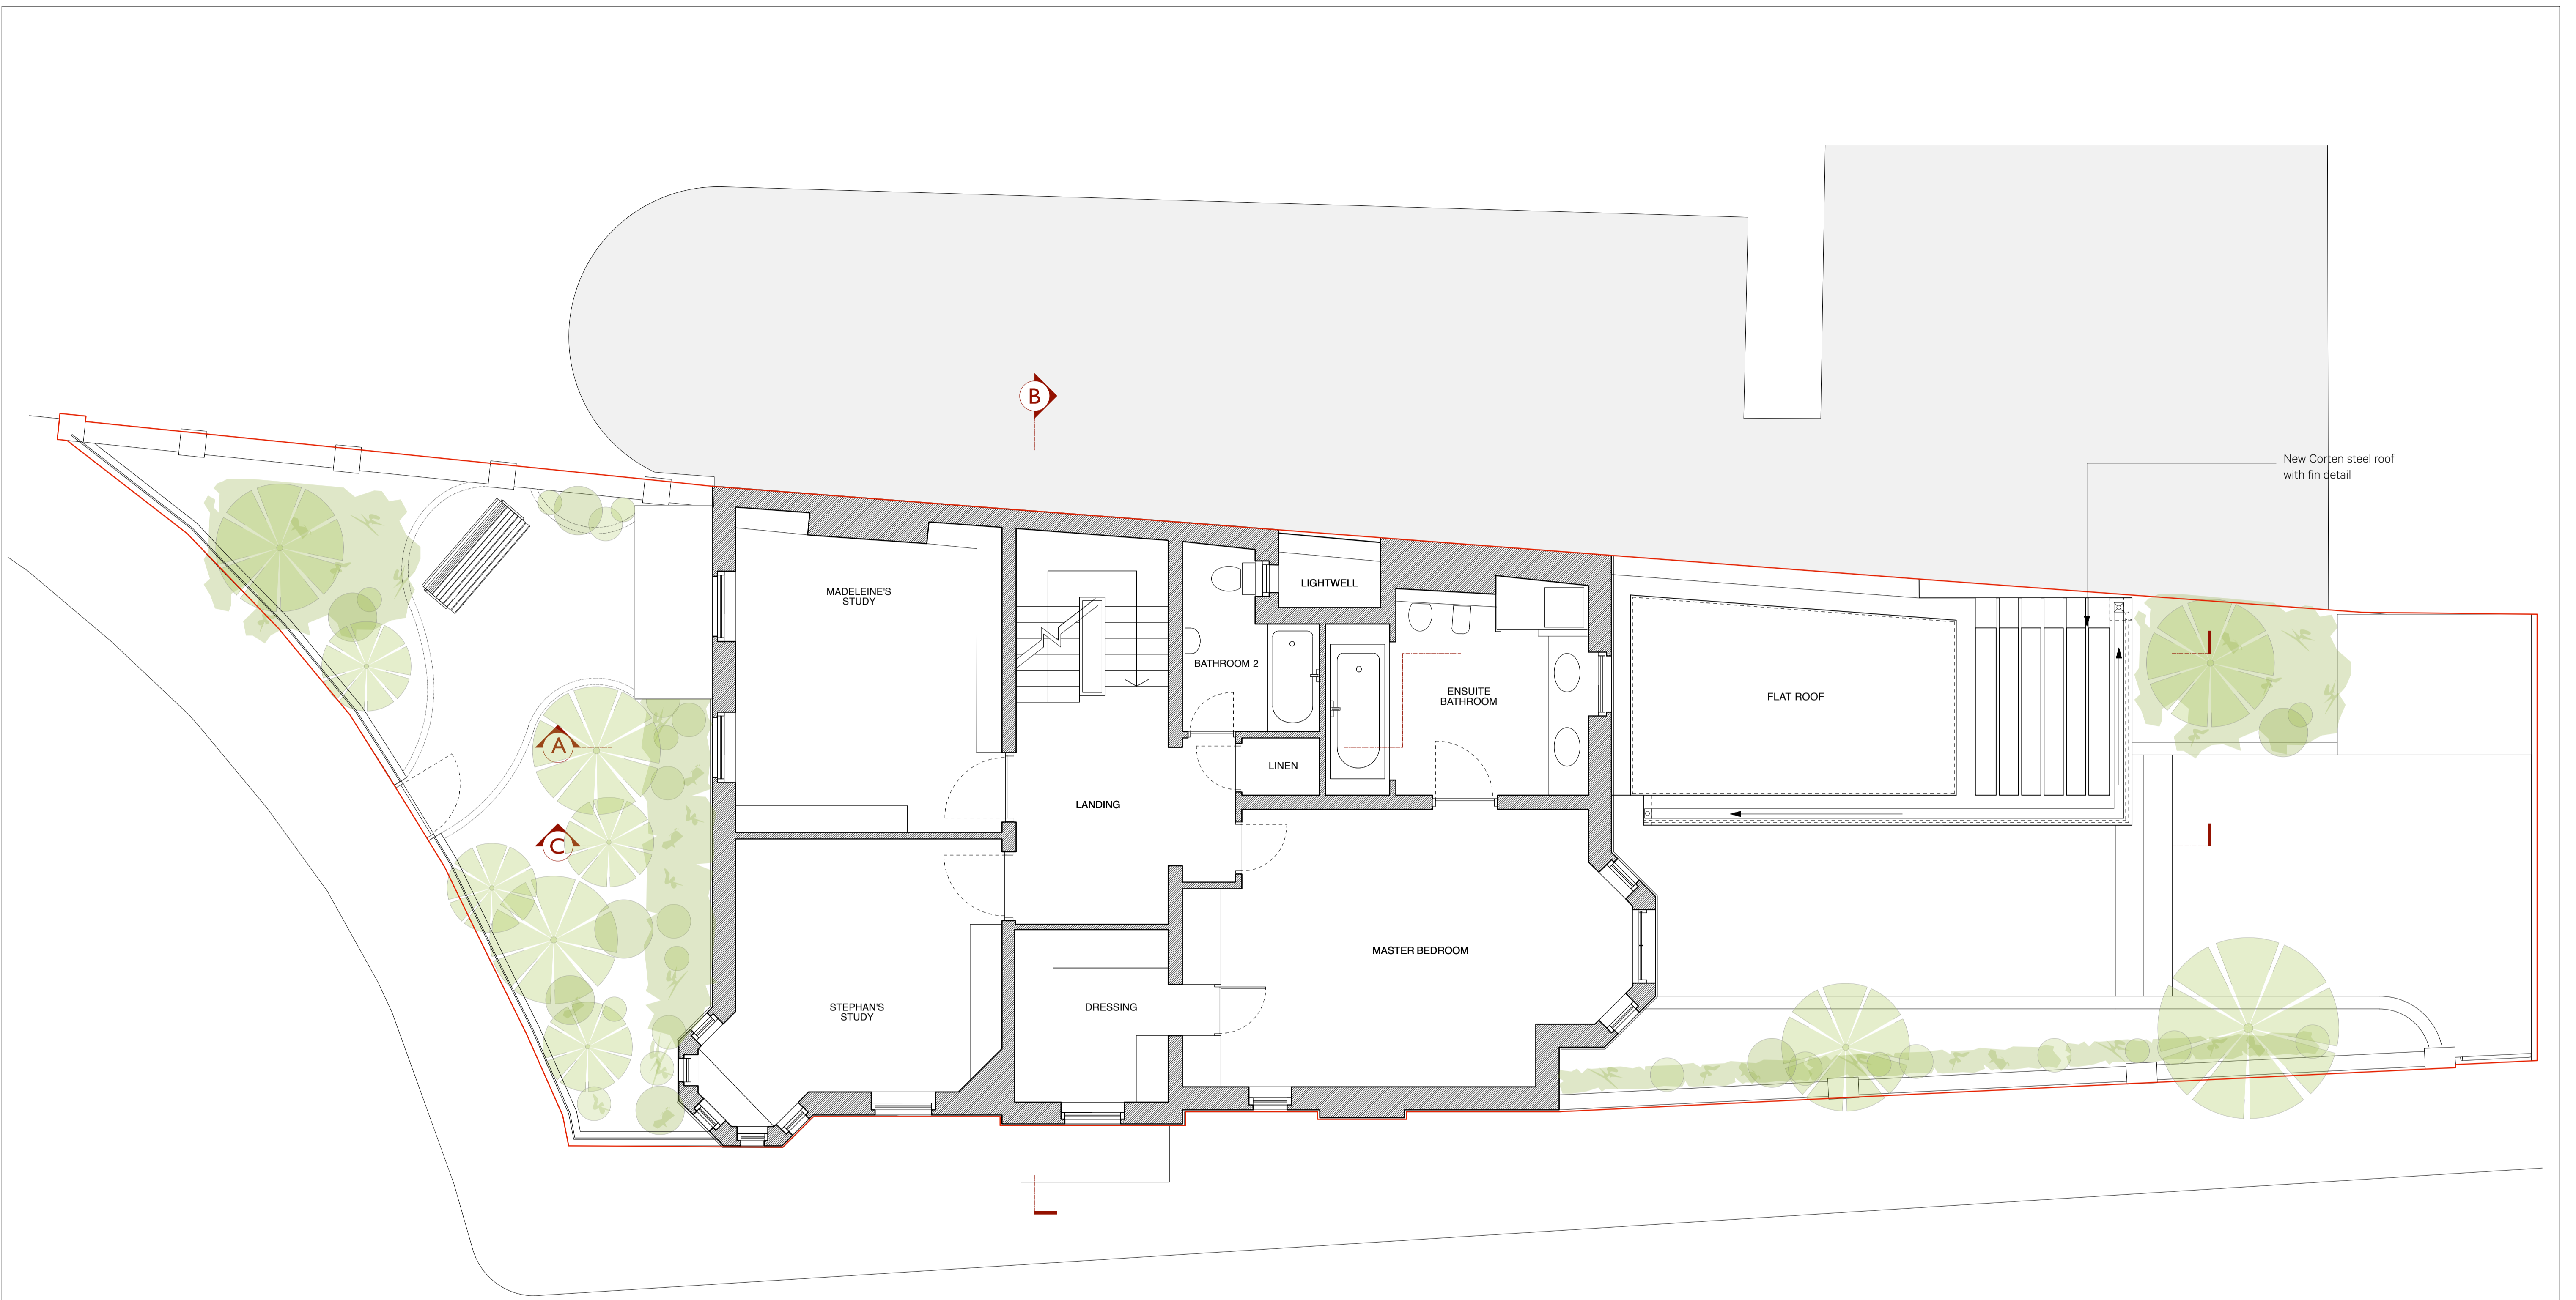 B
New Corten steel roof
with fin detail
MADELEINE'S
STUDY
LIGHTWELL
BATHROOM 2
ENSUITE
BATHROOM
FLAT ROOF
A
LINEN
LANDING
C
MASTER BEDROOM
STEPHAN'S
STUDY
DRESSING